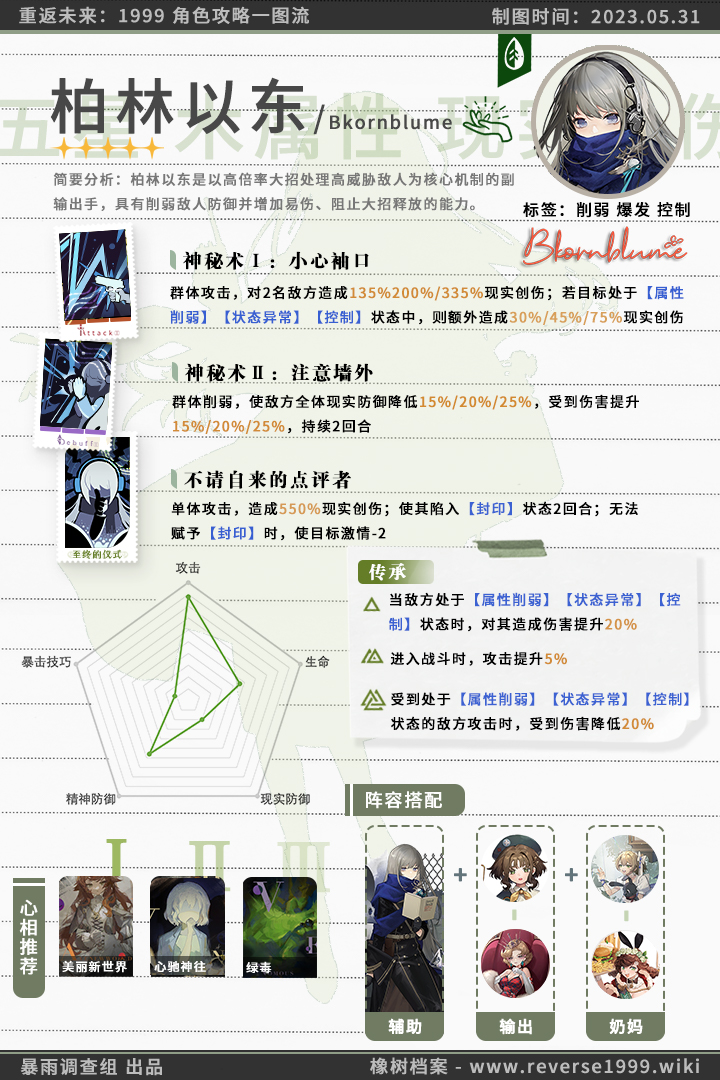 重返未来：1999 角色攻略一图流
制图时间：2023.05.31
柏林以东/Bkornblume
简要分析：柏林以东是以高倍率大招处理高威胁敌人为核心机制的副
输出手，具有削弱敌人防御并增加易伤、阻止大招释放的能力。
标签：削弱 爆发 控制
Bkornblume
神秘术Ⅰ：小心袖口
群体攻击，对2名敌方造成135%200%/335%现实创伤；若目标处于【属性
削弱】【状态异常】【控制】状态中，则额外造成30%/45%/75%现实创伤
Attack
神秘术Ⅱ：注意墙外
群体削弱，使敌方全体现实防御降低15%/20%/25%，受到伤害提升
15%/20%/25%，持续2回合
Debuff
不请自来的点评者
单体攻击，造成550%现实创伤；使其陷入【封印】状态2回合；无法
赋予【封印】时，使目标激情-2
至终的仪式
攻击
生命
现实防御
精神防御
暴击技巧
传承
当敌方处于【属性削弱】【状态异常】【控
制】状态时，对其造成伤害提升20%
进入战斗时，攻击提升5%
受到处于【属性削弱】【状态异常】【控制】
状态的敌方攻击时，受到伤害降低20%
阵容搭配
+
+
辅助
输出
奶妈
Ⅰ Ⅱ Ⅲ
心相推荐
美丽新世界
心驰神往
绿毒
暴雨调查组 出品
橡树档案 - www.reverse1999.wiki